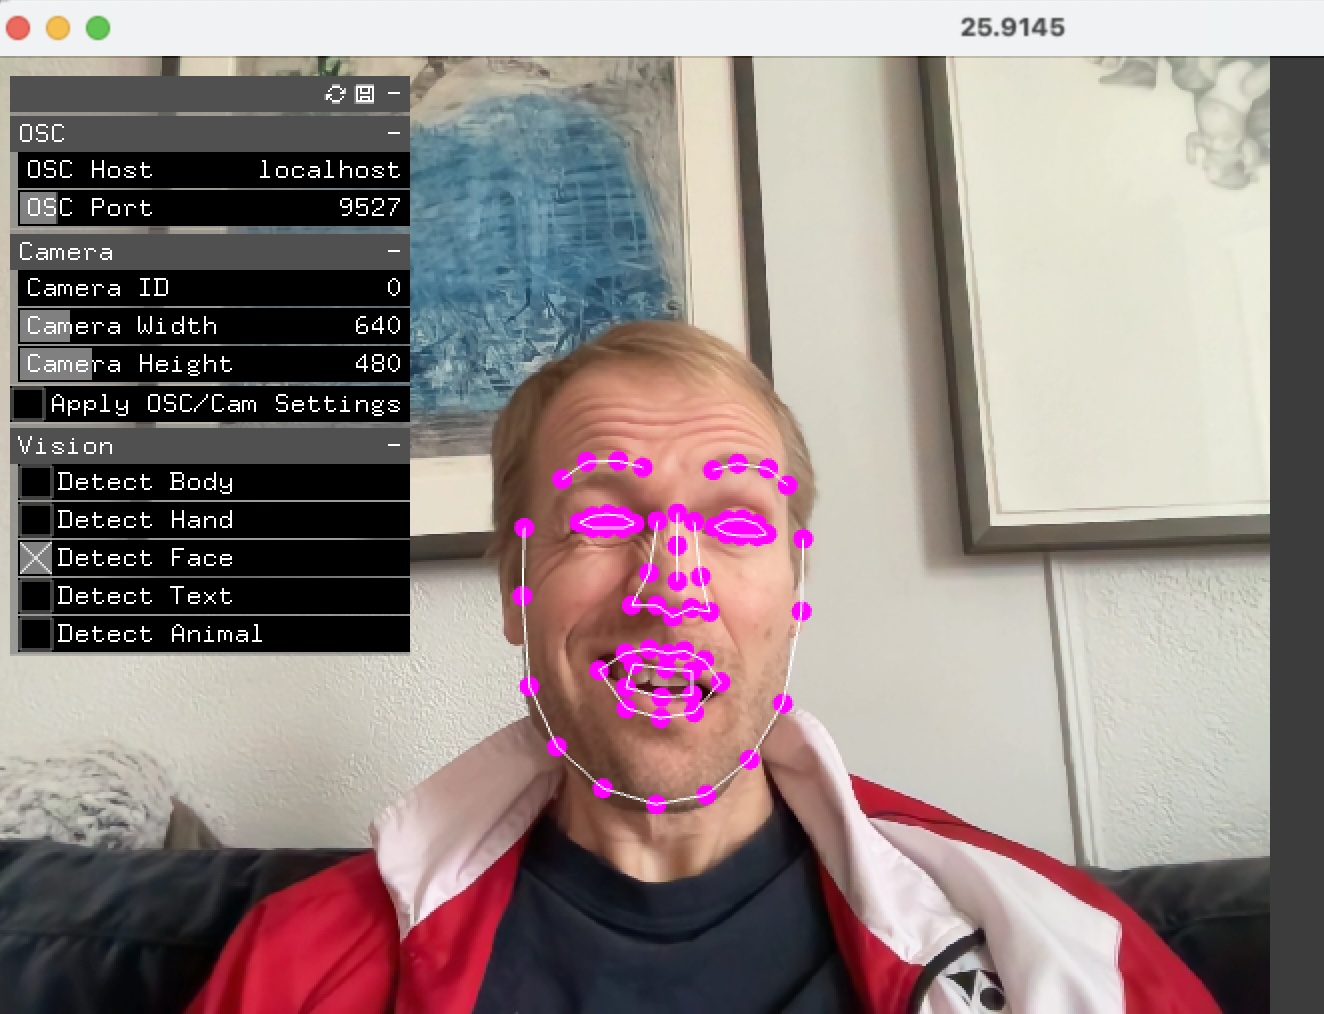 25.9145
OSC
OSC Host localhost
OSC Port 9527
Camera
Camera ID 0
Camera Width 640
Camera Height 480
Apply OSC/Cam Settings
Vision
Detect Body
Detect Hand
Detect Face
Detect Text
Detect Animal